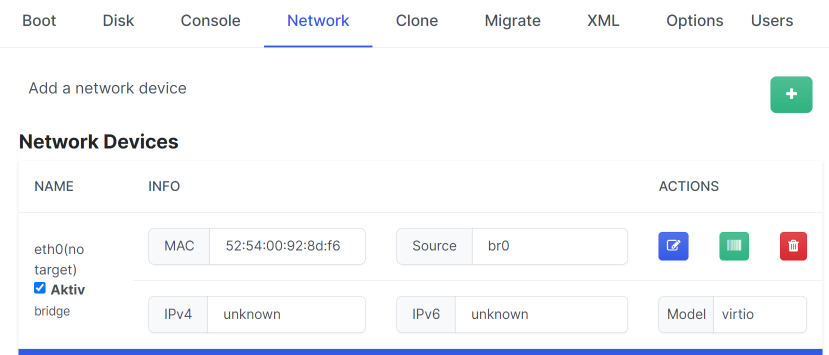 Boot Disk Console Network Clone Migrate XML Options Users
Add a network device
Network Devices
NAME INFO ACTIONS
eth0(no
target)
Aktiv
bridge
MAC 52:54:00:92:8d:f6 Source br0
IPv4 unknown IPv6 unknown Model virtio